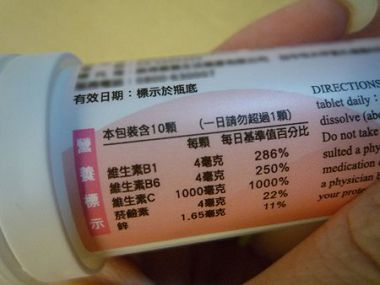 有效日期：標示於瓶底
營養標示
本包裝含10顆 (一日請勿超過1顆)
每顆 每日基準值百分比
維生素B1 4毫克 286%
維生素B6 4毫克 250%
維生素C 1000毫克 1000%
菸鹼素 4毫克 22%
鋅 1.65毫克 11%
DIRECTIONS
tablet daily :
dissolve (abo
Do not take
sulted a physi
medication
a physician
your prote